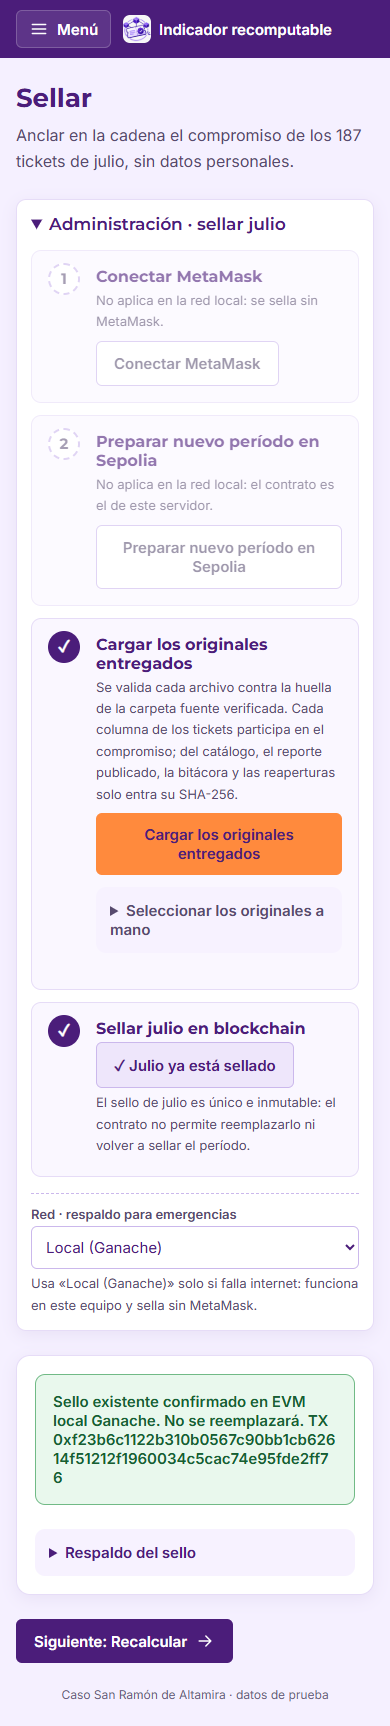 Menú
Indicador recomputable
Sellar
Anclar en la cadena el compromiso de los 187
tickets de julio, sin datos personales.
▼ Administración · sellar julio
1
Conectar MetaMask
No aplica en la red local: se sella sin
MetaMask.
Conectar MetaMask
2
Preparar nuevo período en
Sepolia
No aplica en la red local: el contrato es
el de este servidor.
Preparar nuevo período en
Sepolia
✓
Cargar los originales
entregados
Se valida cada archivo contra la huella
de la carpeta fuente verificada. Cada
columna de los tickets participa en el
compromiso; del catálogo, el reporte
publicado, la bitácora y las reaperturas
solo entra su SHA-256.
Cargar los originales
entregados
▶ Seleccionar los originales a
mano
✓
Sellar julio en blockchain
✓ Julio ya está sellado
El sello de julio es único e inmutable: el
contrato no permite reemplazarlo ni
volver a sellar el período.
Red · respaldo para emergencias
Local (Ganache)
Usa «Local (Ganache)» solo si falla internet: funciona
en este equipo y sella sin MetaMask.
Sello existente confirmado en EVM
local Ganache. No se reemplazará. TX
0xf23b6c1122b310b0567c90bb1cb626
14f51212f1960034c5cac74e95fde2ff7
6
▶ Respaldo del sello
Siguiente: Recalcular →
Caso San Ramón de Altamira · datos de prueba